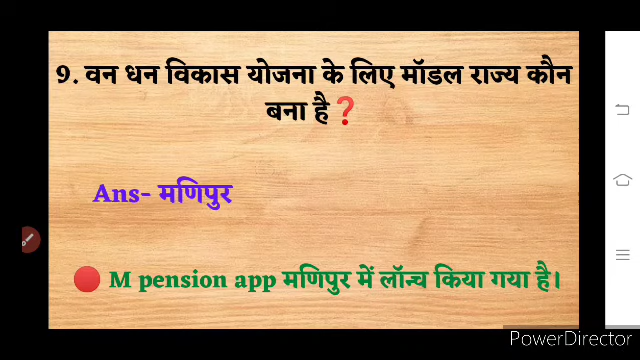 9. वन धन विकास योजना के लिए मॉडल राज्य कौन
बना है❓
Ans- मणिपुर
🔴 M pension app मणिपुर में लॉन्च किया गया है।
PowerDirector